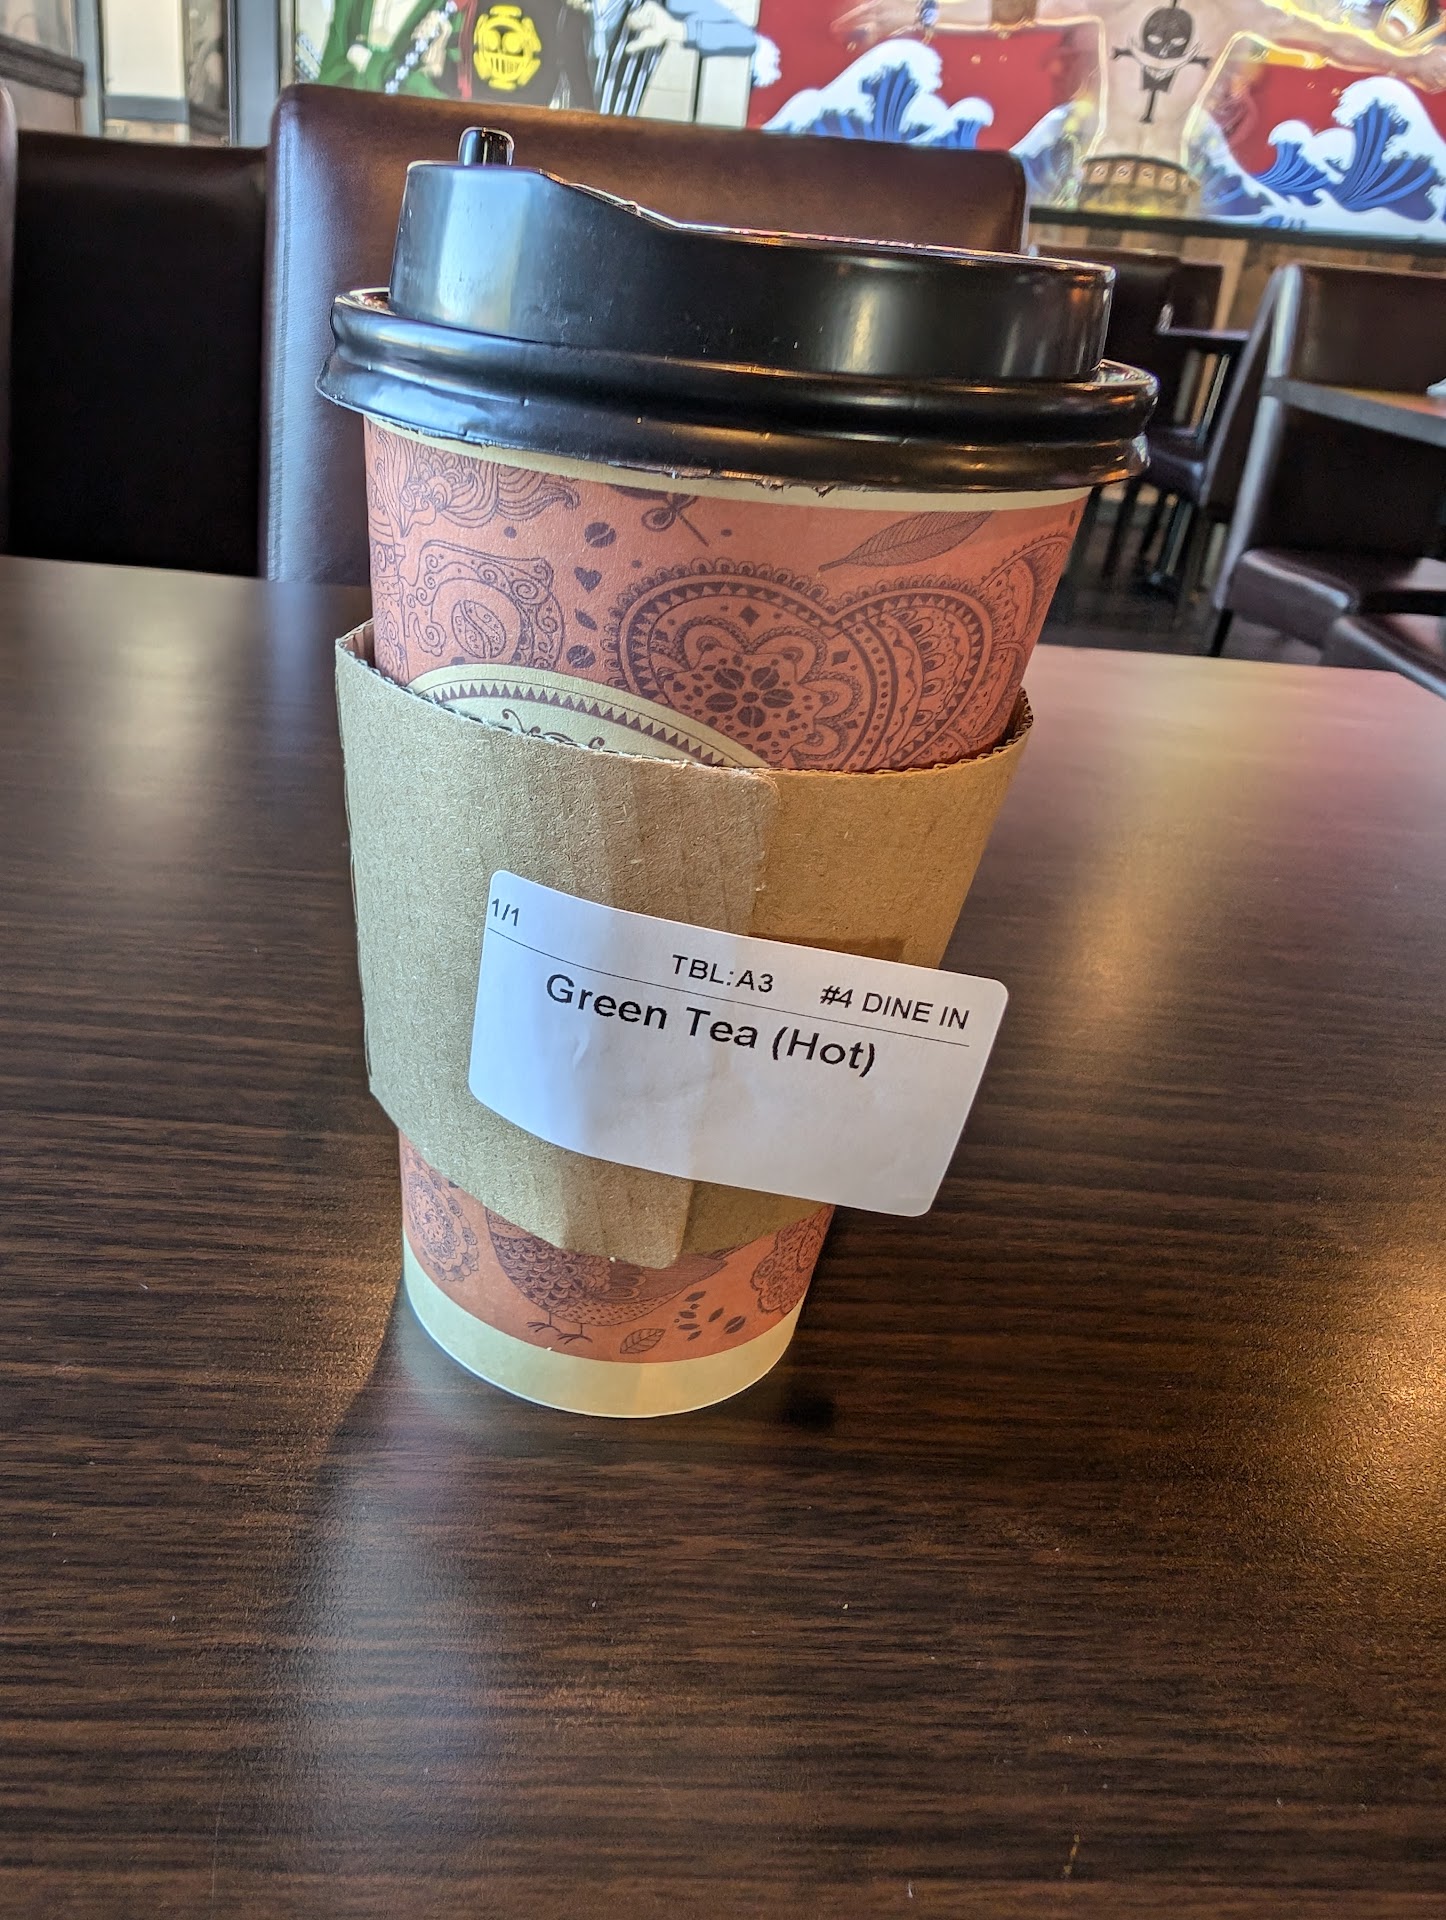 1/1
TBL:A3 #4 DINE IN
Green Tea (Hot)